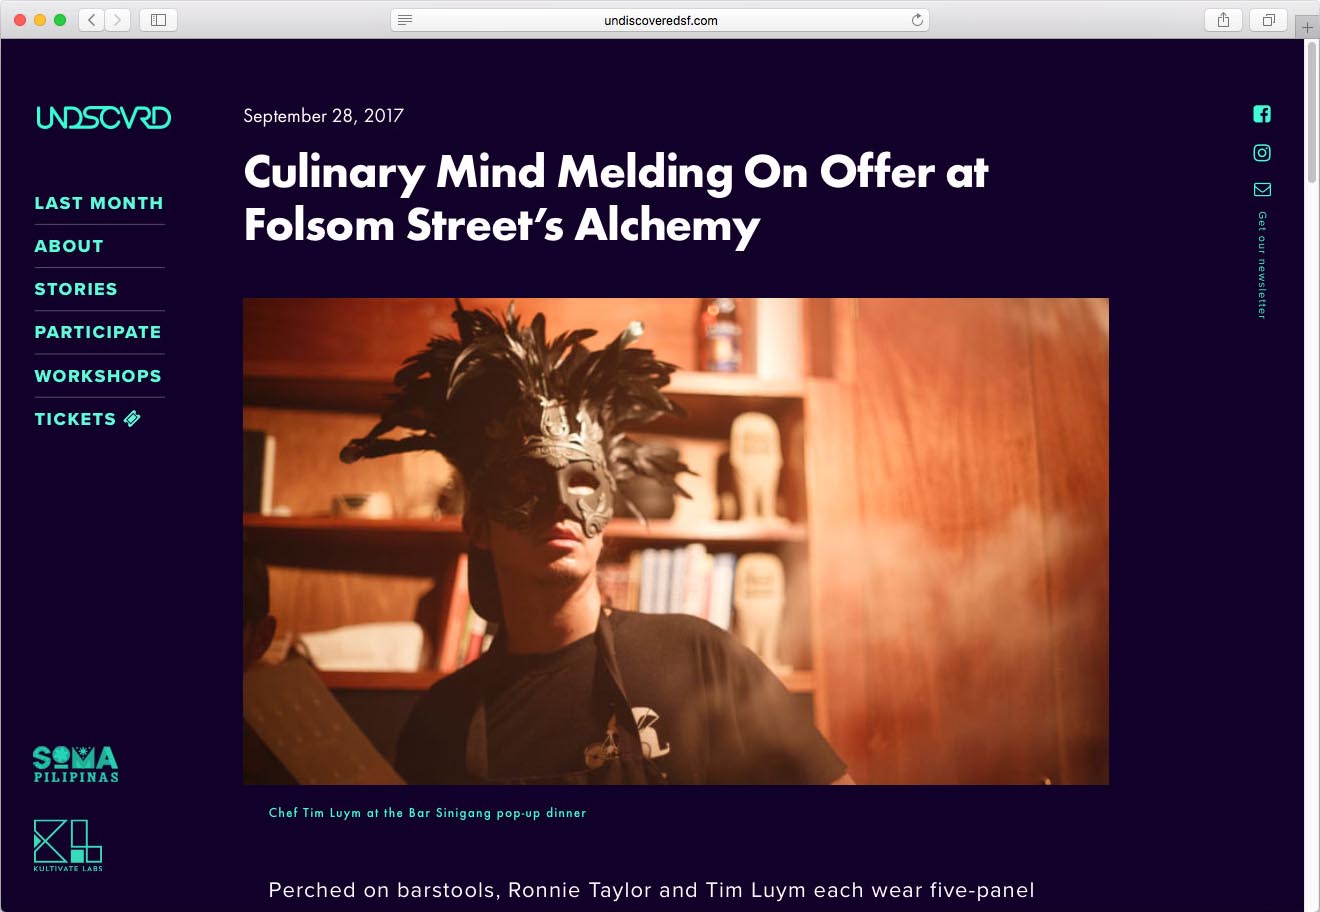 undiscoveredsf.com
UNDSCVRD
September 28, 2017
Culinary Mind Melding On Offer at
Folsom Street’s Alchemy
LAST MONTH
ABOUT
STORIES
PARTICIPATE
WORKSHOPS
TICKETS
Get our newsletter
SOMA
PILIPINAS
KL
KULTIVATE LABS
Chef Tim Luym at the Bar Sinigang pop-up dinner
Perched on barstools, Ronnie Taylor and Tim Luym each wear five-panel